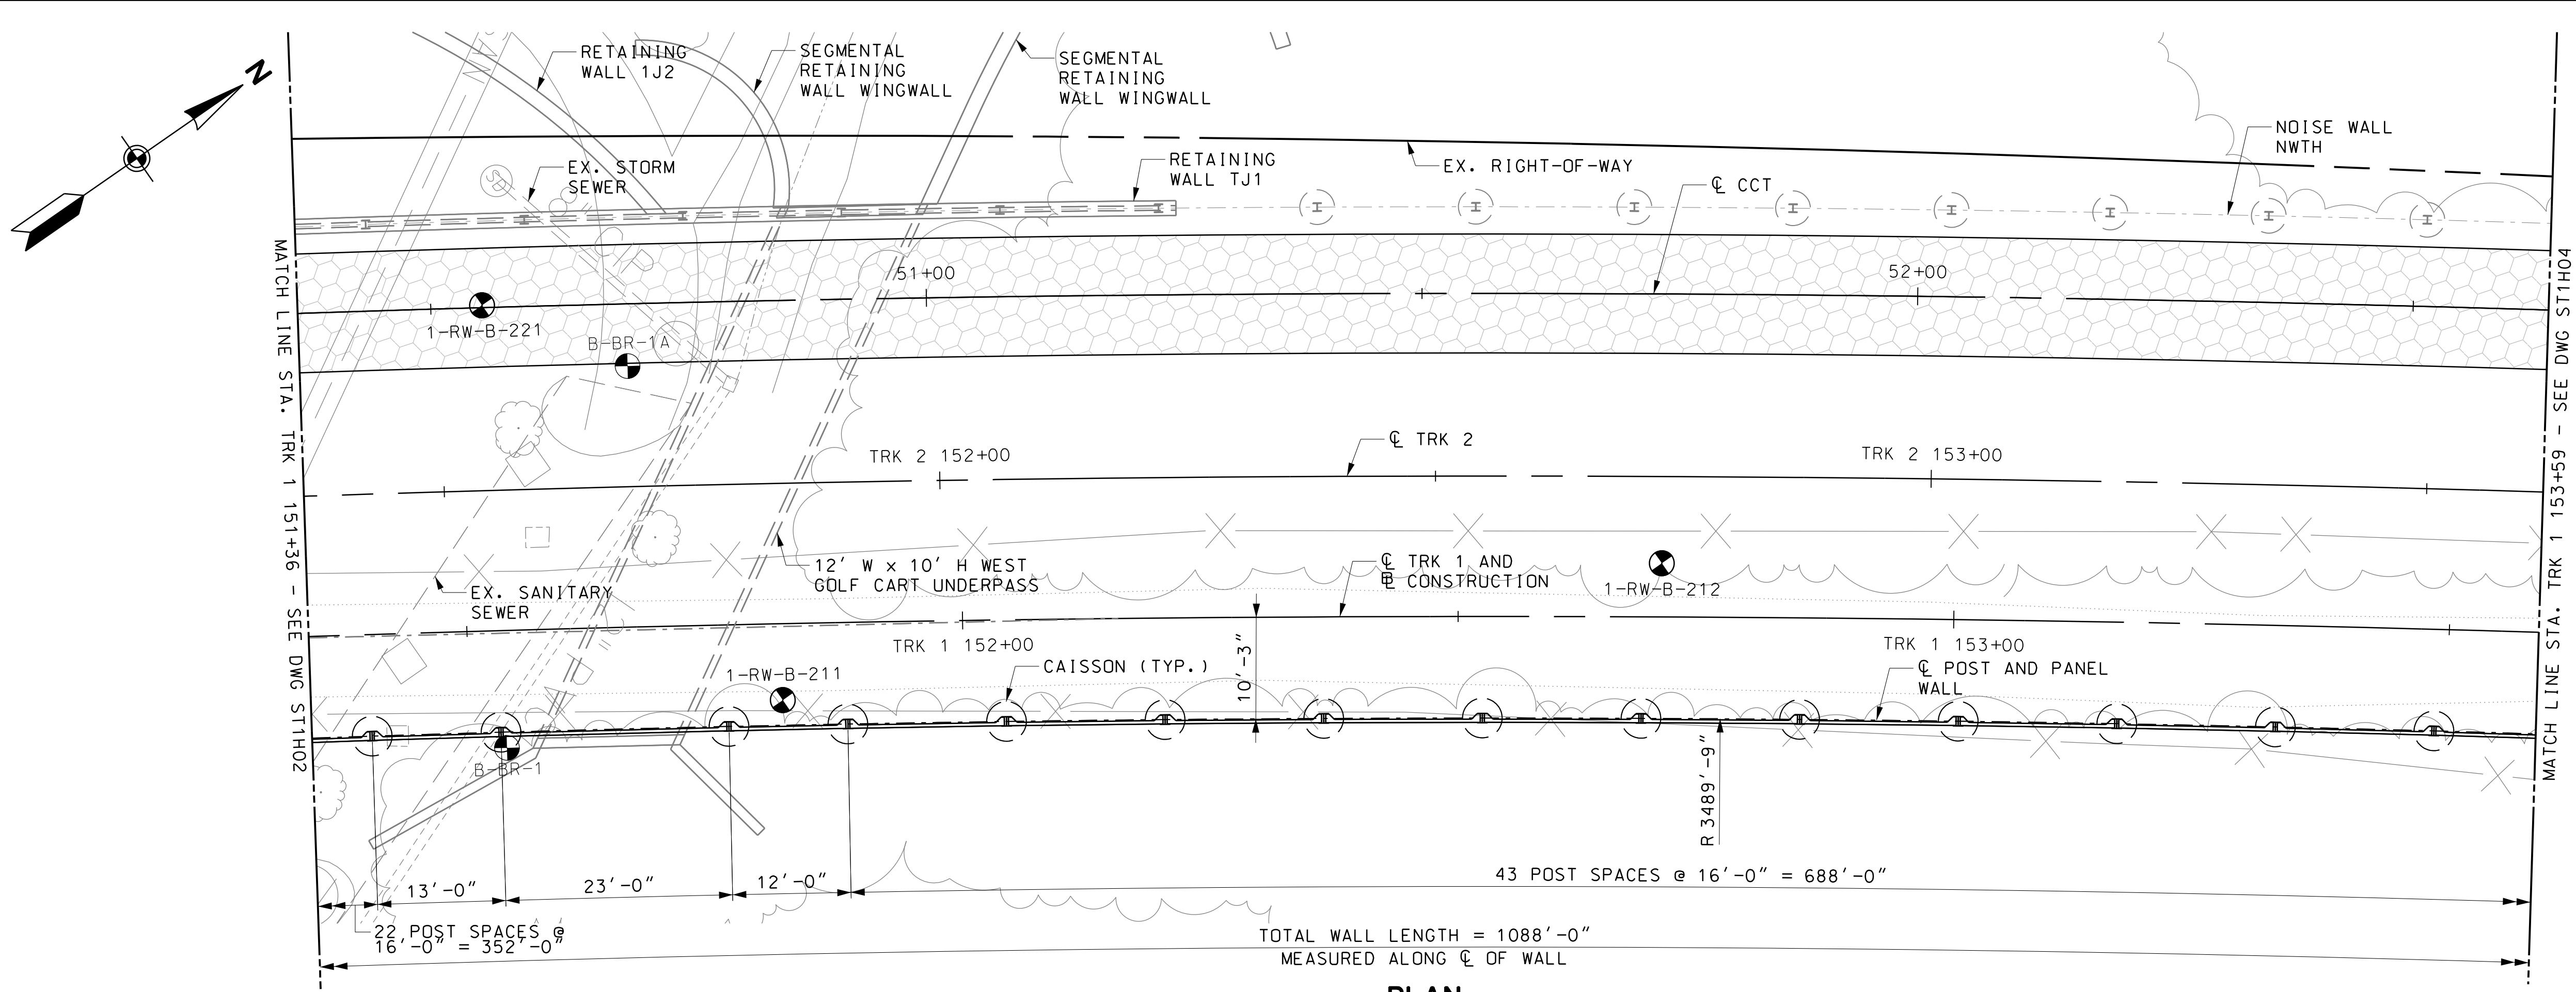 N
RETAINING
WALL 1J2
SEGMENTAL
RETAINING
WALL WINGWALL
SEGMENTAL
RETAINING
WALL WINGWALL
NOISE WALL
NWTH
EX. STORM
SEWER
RETAINING
WALL TJ1
EX. RIGHT-OF-WAY
℄ CCT
MATCH LINE STA. TRK 1 151+36 - SEE DWG ST1H02
MATCH LINE STA. TRK 1 153+59 - SEE DWG ST1H04
51+00
52+00
1-RW-B-221
B-BR-1A
℄ TRK 2
TRK 2 152+00
TRK 2 153+00
12' W x 10' H WEST
GOLF CART UNDERPASS
℄ TRK 1 AND
BL CONSTRUCTION
1-RW-B-212
EX. SANITARY
SEWER
TRK 1 152+00
TRK 1 153+00
1-RW-B-211
CAISSON (TYP.)
10'-3"
℄ POST AND PANEL
WALL
B-BR-1
R 3489'-9"
13'-0"
23'-0"
12'-0"
43 POST SPACES @ 16'-0" = 688'-0"
22 POST SPACES @
16'-0" = 352'-0"
TOTAL WALL LENGTH = 1088'-0"
MEASURED ALONG ℄ OF WALL
PLAN